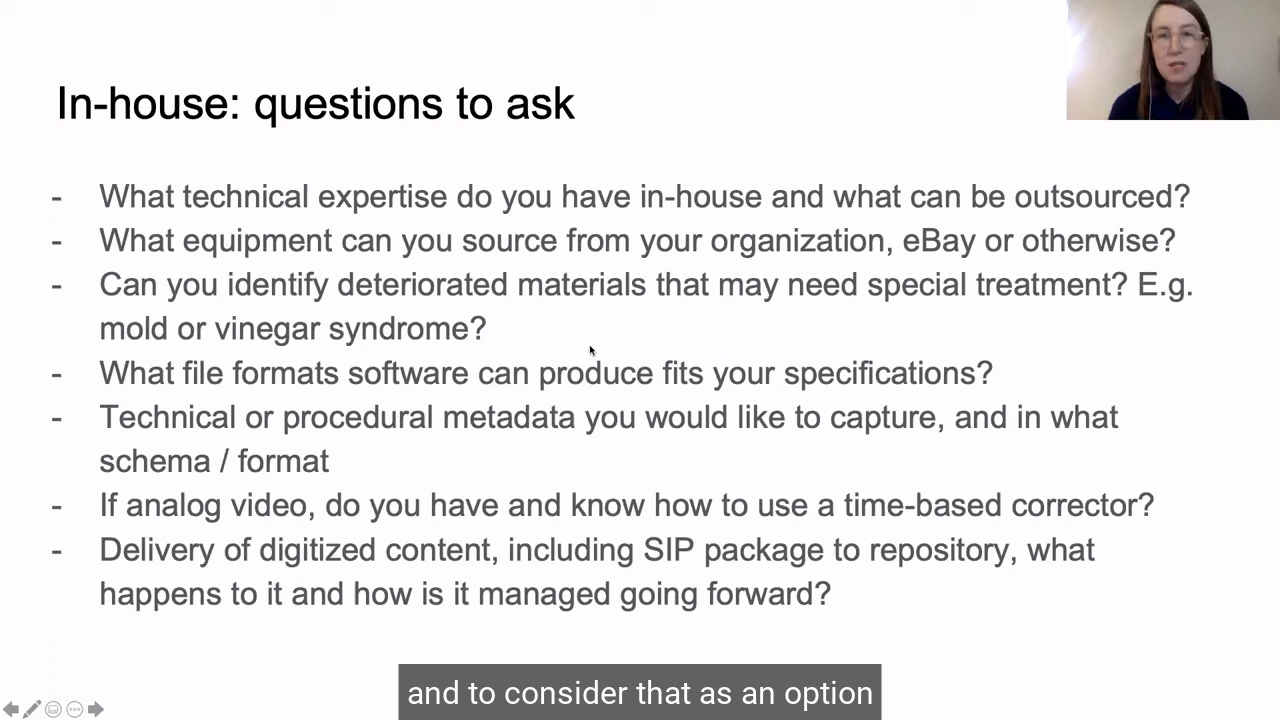 In-house: questions to ask
- What technical expertise do you have in-house and what can be outsourced?
- What equipment can you source from your organization, eBay or otherwise?
- Can you identify deteriorated materials that may need special treatment? E.g.
mold or vinegar syndrome?
- What file formats software can produce fits your specifications?
- Technical or procedural metadata you would like to capture, and in what
schema / format
- If analog video, do you have and know how to use a time-based corrector?
- Delivery of digitized content, including SIP package to repository, what
happens to it and how is it managed going forward?
and to consider that as an option